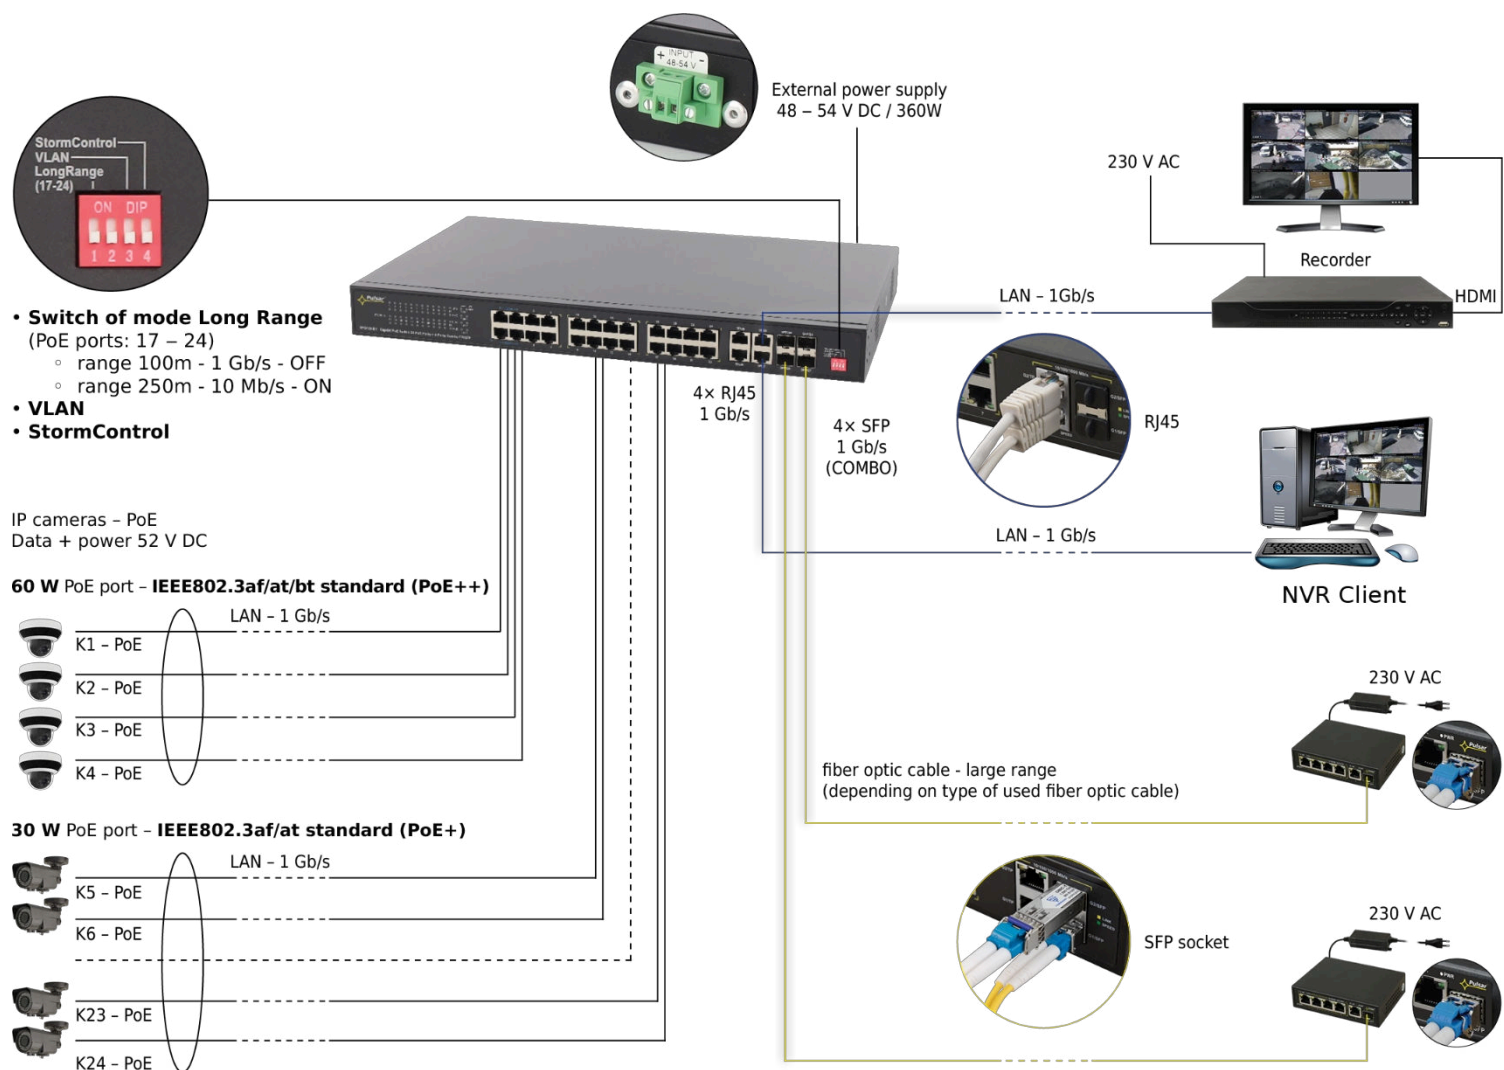 + INPUT -
48-54 V
External power supply
48 – 54 V DC / 360W
StormControl
VLAN
LongRange
(17-24)
ON DIP
1 2 3 4
230 V AC
Recorder
HDMI
LAN – 1Gb/s
Pulsar
• Switch of mode Long Range
(PoE ports: 17 – 24)
◦ range 100m - 1 Gb/s - OFF
◦ range 250m - 10 Mb/s - ON
• VLAN
• StormControl
4× RJ45
1 Gb/s
4× SFP
1 Gb/s
(COMBO)
RJ45
LAN – 1 Gb/s
NVR Client
IP cameras – PoE
Data + power 52 V DC
60 W PoE port – IEEE802.3af/at/bt standard (PoE++)
LAN – 1 Gb/s
K1 – PoE
K2 – PoE
K3 – PoE
K4 – PoE
230 V AC
Pulsar
fiber optic cable - large range
(depending on type of used fiber optic cable)
30 W PoE port – IEEE802.3af/at standard (PoE+)
LAN – 1 Gb/s
K5 – PoE
K6 – PoE
K23 – PoE
K24 – PoE
SFP socket
230 V AC
Pulsar